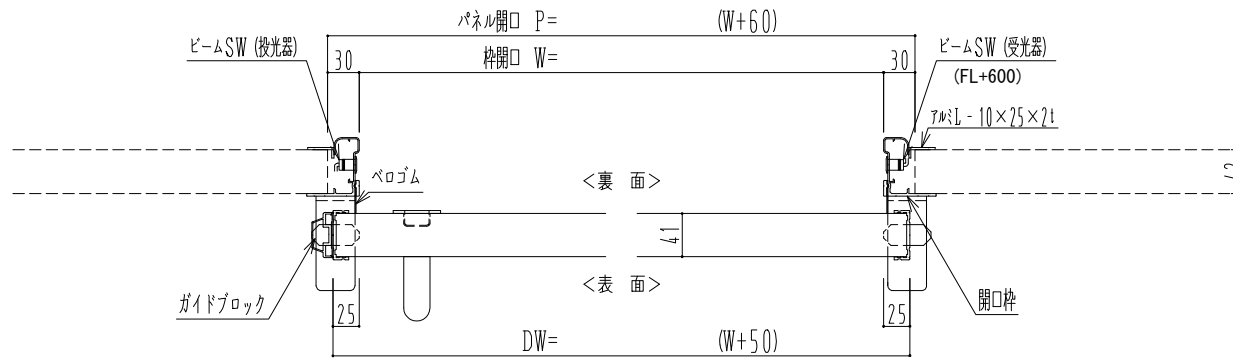 パネル開口 P= (W+60)
ビームSW (投光器)
30
枠開口 W=
30
ビームSW (受光器)
(FL+600)
アルミL - 10×25×2t
ベロゴム
<裏 面>
41
<表 面>
ガイドブロック
開口枠
25
25
DW= (W+50)